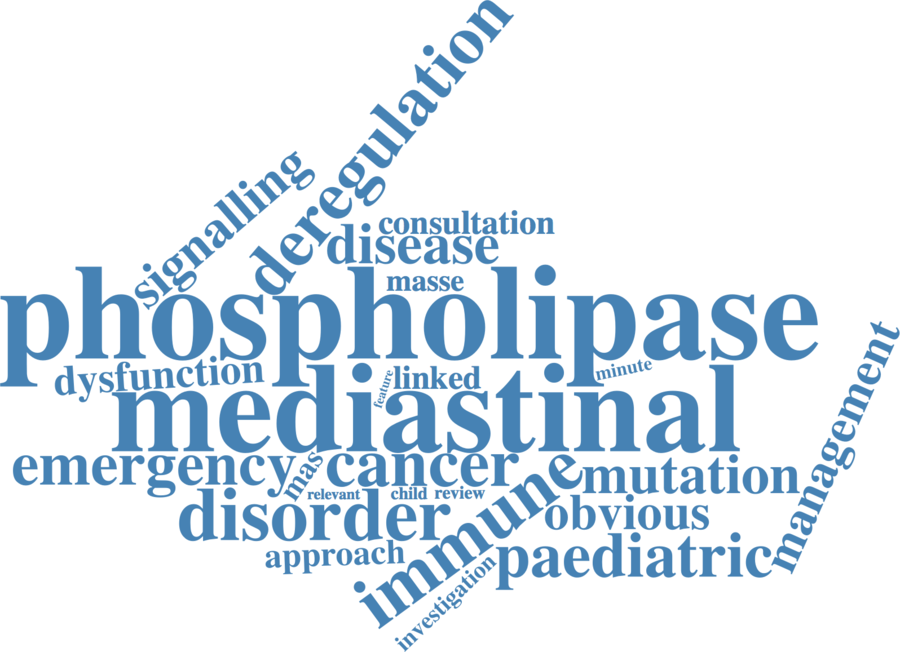 deregulation
signalling
consultation
disease
masse
phospholipase
dysfunction
feature
linked
minute
mediastinal
management
emergency
mas
cancer
mutation
relevant
child
review
disorder
immune
obvious
approach
paediatric
investigation